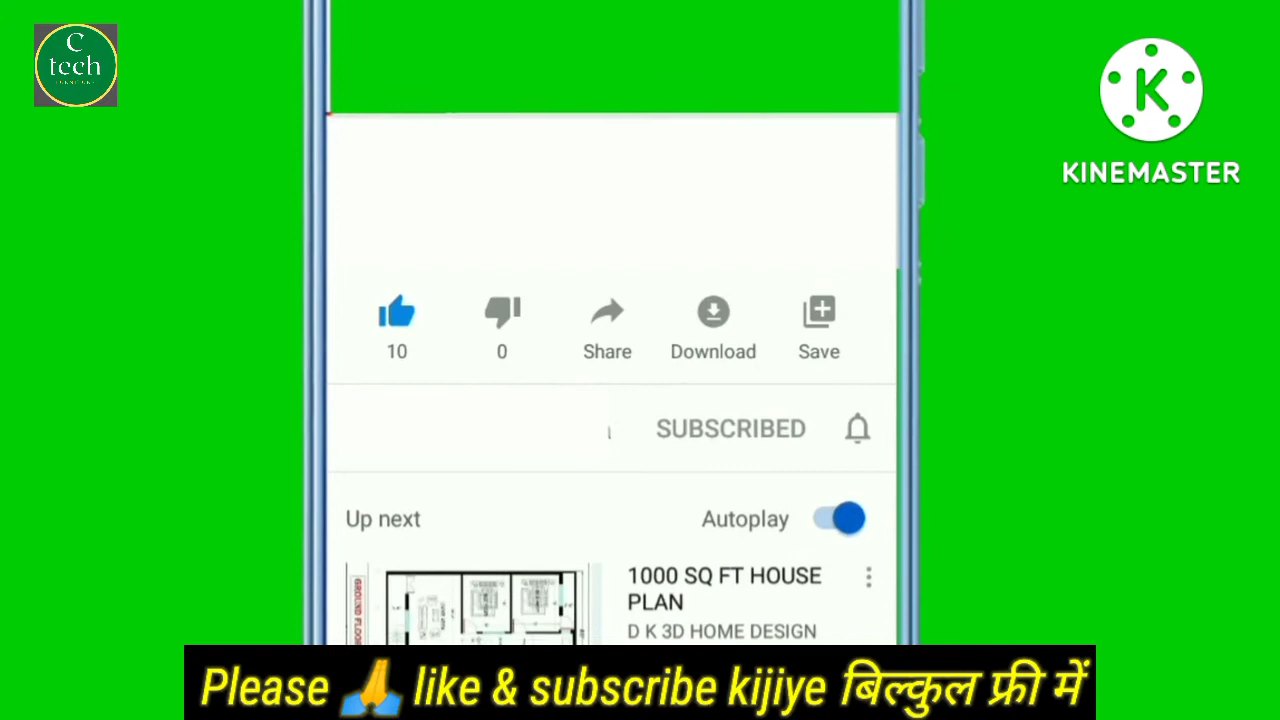 C
tech
KINEMASTER
10
0
Share
Download
Save
SUBSCRIBED
Up next
Autoplay
1000 SQ FT HOUSE
PLAN
D K 3D HOME DESIGN
Please 🙏 like & subscribe kijiye बिल्कुल फ्री में